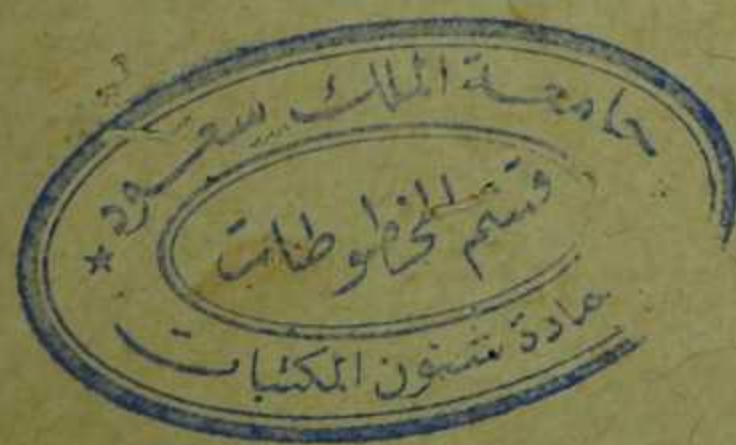 جامعة الملك سعود
قسم المخطوطات
عمادة شئون المكتبات